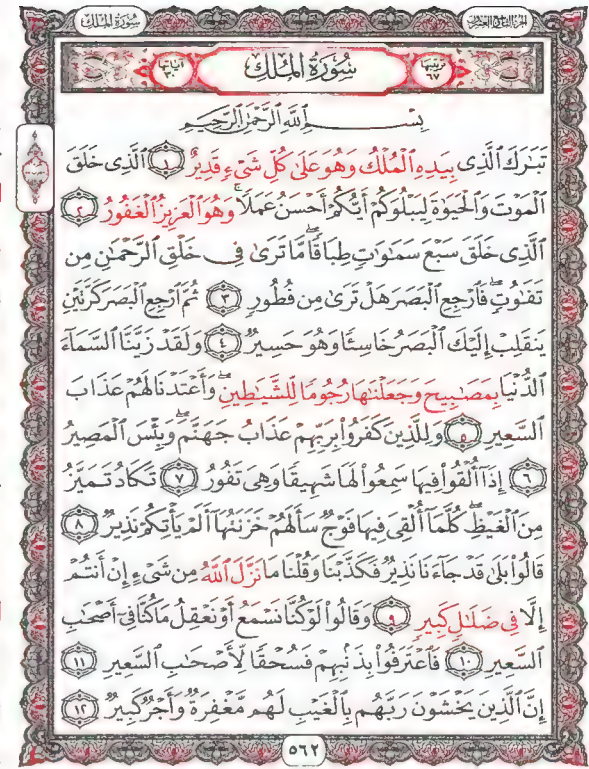 سُورَةُ المُلْكِ
الجزء التاسع والعشرون
ترتيبها ٦٧
سُورَةُ المُلْكِ
آياتها ٣٠
بِسْمِ ٱللَّهِ ٱلرَّحْمَٰنِ ٱلرَّحِيمِ
تَبَٰرَكَ ٱلَّذِى بِيَدِهِ ٱلْمُلْكُ وَهُوَ عَلَىٰ كُلِّ شَىْءٍ قَدِيرٌ ١ ٱلَّذِى خَلَقَ
ٱلْمَوْتَ وَٱلْحَيَوٰةَ لِيَبْلُوَكُمْ أَيُّكُمْ أَحْسَنُ عَمَلًا ۚ وَهُوَ ٱلْعَزِيزُ ٱلْغَفُورُ ٢
ٱلَّذِى خَلَقَ سَبْعَ سَمَٰوَٰتٍ طِبَاقًا ۖ مَّا تَرَىٰ فِى خَلْقِ ٱلرَّحْمَٰنِ مِن
تَفَٰوُتٍ ۖ فَٱرْجِعِ ٱلْبَصَرَ هَلْ تَرَىٰ مِن فُطُورٍ ٣ ثُمَّ ٱرْجِعِ ٱلْبَصَرَ كَرَّتَيْنِ
يَنقَلِبْ إِلَيْكَ ٱلْبَصَرُ خَاسِئًا وَهُوَ حَسِيرٌ ٤ وَلَقَدْ زَيَّنَّا ٱلسَّمَآءَ
ٱلدُّنْيَا بِمَصَٰبِيحَ وَجَعَلْنَٰهَا رُجُومًا لِّلشَّيَٰطِينِ ۖ وَأَعْتَدْنَا لَهُمْ عَذَابَ
ٱلسَّعِيرِ ٥ وَلِلَّذِينَ كَفَرُوا۟ بِرَبِّهِمْ عَذَابُ جَهَنَّمَ ۖ وَبِئْسَ ٱلْمَصِيرُ
٦ إِذَآ أُلْقُوا۟ فِيهَا سَمِعُوا۟ لَهَا شَهِيقًا وَهِىَ تَفُورُ ٧ تَكَادُ تَمَيَّزُ
مِنَ ٱلْغَيْظِ ۖ كُلَّمَآ أُلْقِىَ فِيهَا فَوْجٌ سَأَلَهُمْ خَزَنَتُهَآ أَلَمْ يَأْتِكُمْ نَذِيرٌ ٨
قَالُوا۟ بَلَىٰ قَدْ جَآءَنَا نَذِيرٌ فَكَذَّبْنَا وَقُلْنَا مَا نَزَّلَ ٱللَّهُ مِن شَىْءٍ إِنْ أَنتُمْ
إِلَّا فِى ضَلَٰلٍ كَبِيرٍ ٩ وَقَالُوا۟ لَوْ كُنَّا نَسْمَعُ أَوْ نَعْقِلُ مَا كُنَّا فِىٓ أَصْحَٰبِ
ٱلسَّعِيرِ ١٠ فَٱعْتَرَفُوا۟ بِذَنۢبِهِمْ فَسُحْقًا لِّأَصْحَٰبِ ٱلسَّعِيرِ ١١
إِنَّ ٱلَّذِينَ يَخْشَوْنَ رَبَّهُم بِٱلْغَيْبِ لَهُم مَّغْفِرَةٌ وَأَجْرٌ كَبِيرٌ ١٢
٥٦٢